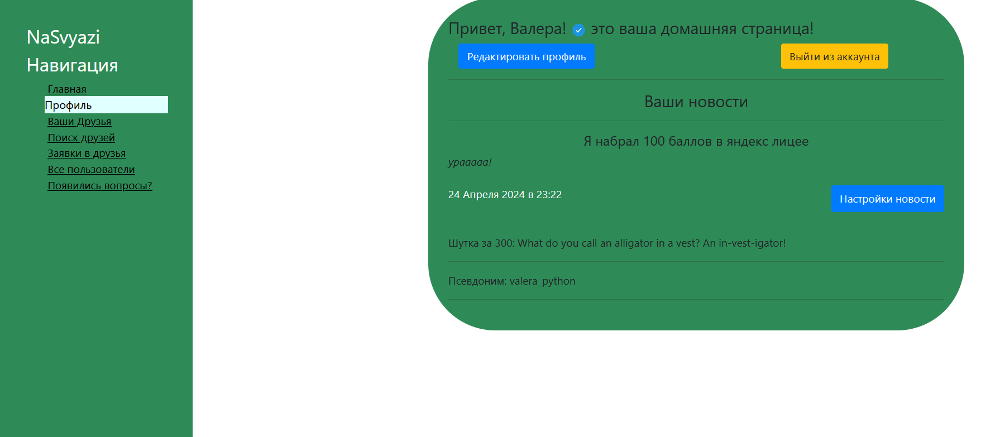 NaSvyazi
Навигация
Главная
Профиль
Ваши Друзья
Поиск друзей
Заявки в друзья
Все пользователи
Появились вопросы?
Привет, Валера! это ваша домашняя страница!
Редактировать профиль
Выйти из аккаунта
Ваши новости
Я набрал 100 баллов в яндекс лицее
урааааа!
24 Апреля 2024 в 23:22
Настройки новости
Шутка за 300: What do you call an alligator in a vest? An in-vest-igator!
Псевдоним: valera_python